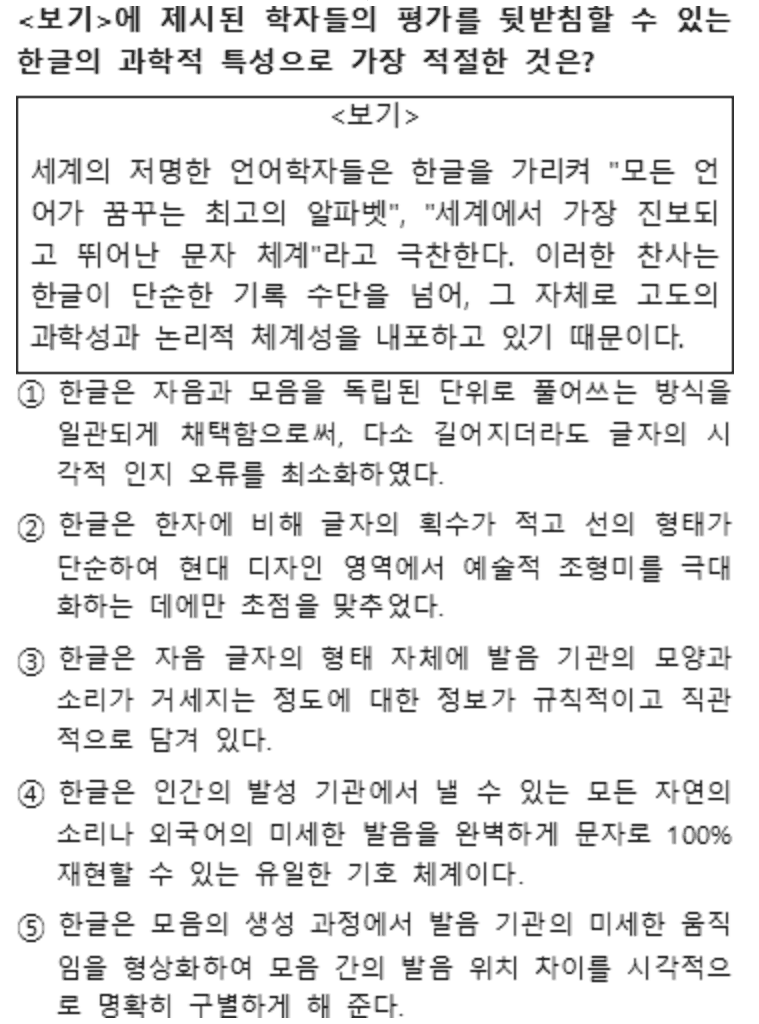 <보기>에 제시된 학자들의 평가를 뒷받침할 수 있는
한글의 과학적 특성으로 가장 적절한 것은?
<보기>
세계의 저명한 언어학자들은 한글을 가리켜 "모든 언
어가 꿈꾸는 최고의 알파벳", "세계에서 가장 진보되
고 뛰어난 문자 체계"라고 극찬한다. 이러한 찬사는
한글이 단순한 기록 수단을 넘어, 그 자체로 고도의
과학성과 논리적 체계성을 내포하고 있기 때문이다.
① 한글은 자음과 모음을 독립된 단위로 풀어쓰는 방식을
일관되게 채택함으로써, 다소 길어지더라도 글자의 시
각적 인지 오류를 최소화하였다.
② 한글은 한자에 비해 글자의 획수가 적고 선의 형태가
단순하여 현대 디자인 영역에서 예술적 조형미를 극대
화하는 데에만 초점을 맞추었다.
③ 한글은 자음 글자의 형태 자체에 발음 기관의 모양과
소리가 거세지는 정도에 대한 정보가 규칙적이고 직관
적으로 담겨 있다.
④ 한글은 인간의 발성 기관에서 낼 수 있는 모든 자연의
소리나 외국어의 미세한 발음을 완벽하게 문자로 100%
재현할 수 있는 유일한 기호 체계이다.
⑤ 한글은 모음의 생성 과정에서 발음 기관의 미세한 움직
임을 형상화하여 모음 간의 발음 위치 차이를 시각적으
로 명확히 구별하게 해 준다.